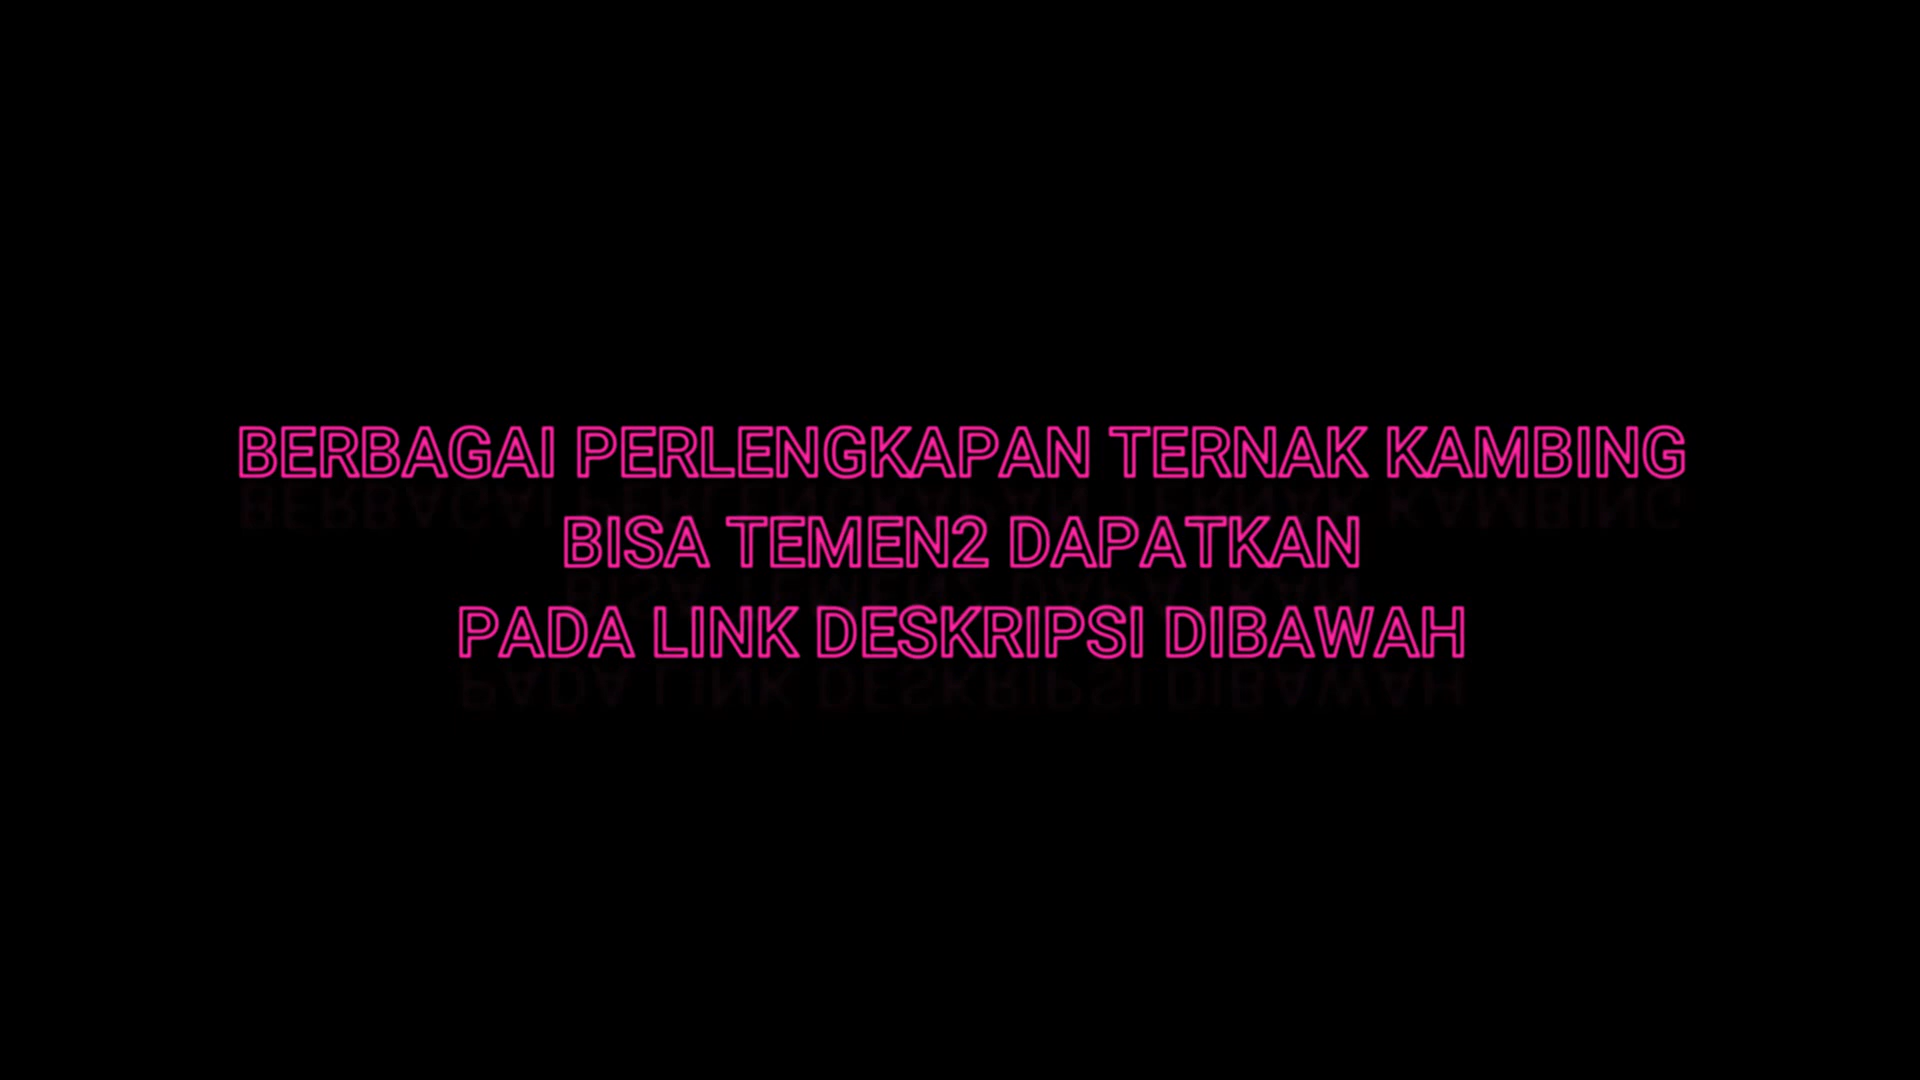 BERBAGAI PERLENGKAPAN TERNAK KAMBING
BISA TEMEN2 DAPATKAN
PADA LINK DESKRIPSI DIBAWAH